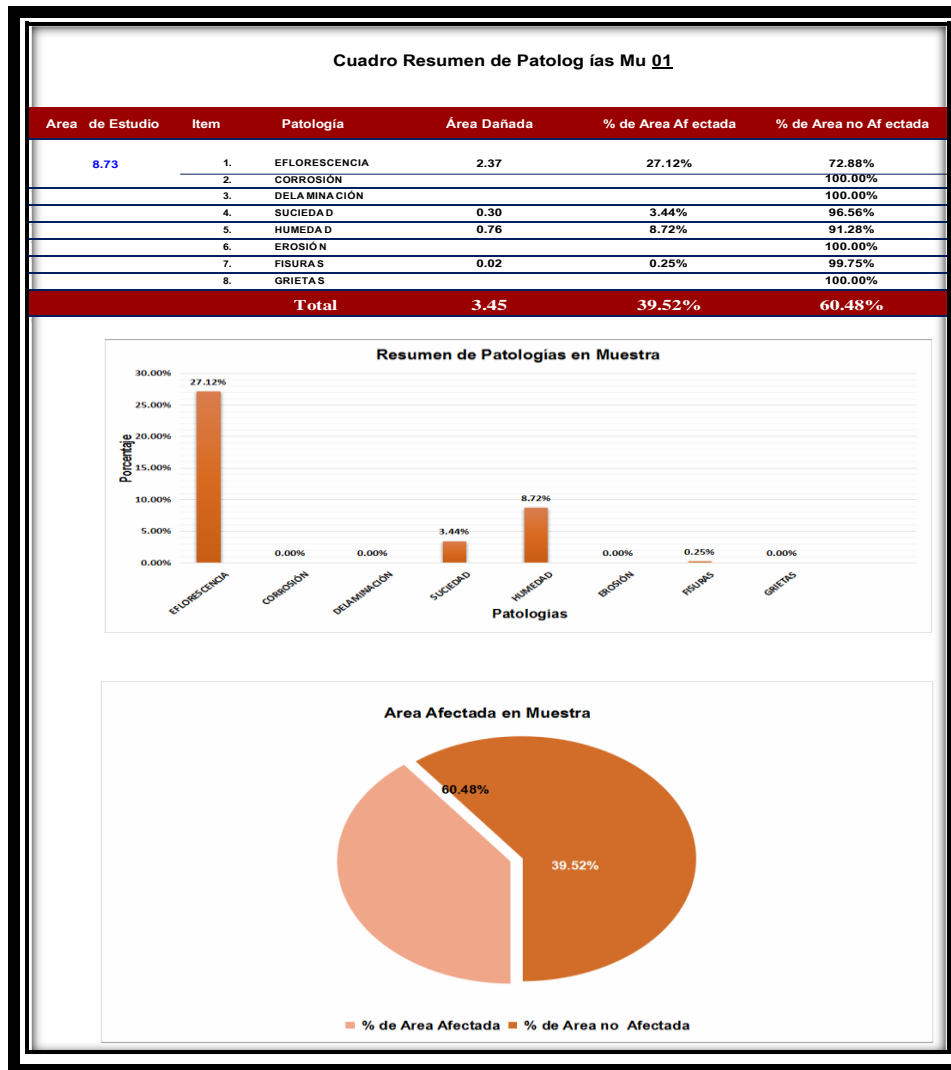 Cuadro Resumen de Patolog ías Mu 01
Area de Estudio Item Patología Área Dañada % de Area Af ectada % de Area no Af ectada
8.73 1. EFLORESCENCIA 2.37 27.12% 72.88%
2. CORROSIÓN 100.00%
3. DELA MINA CIÓN 100.00%
4. SUCIEDA D 0.30 3.44% 96.56%
5. HUMEDA D 0.76 8.72% 91.28%
6. EROSIÓ N 100.00%
7. FISURA S 0.02 0.25% 99.75%
8. GRIETA S 100.00%
Total 3.45 39.52% 60.48%
Resumen de Patologías en Muestra
Porcentaje
30.00%
25.00%
20.00%
15.00%
10.00%
5.00%
0.00%
27.12%
0.00%
0.00%
3.44%
8.72%
0.00%
0.25%
0.00%
EFLORESCENCIA
CORROSIÓN
DELAMINACIÓN
SUCIEDAD
HUMEDAD
EROSIÓN
FISURAS
GRIETAS
Patologías
Area Afectada en Muestra
60.48%
39.52%
% de Area Afectada % de Area no Afectada